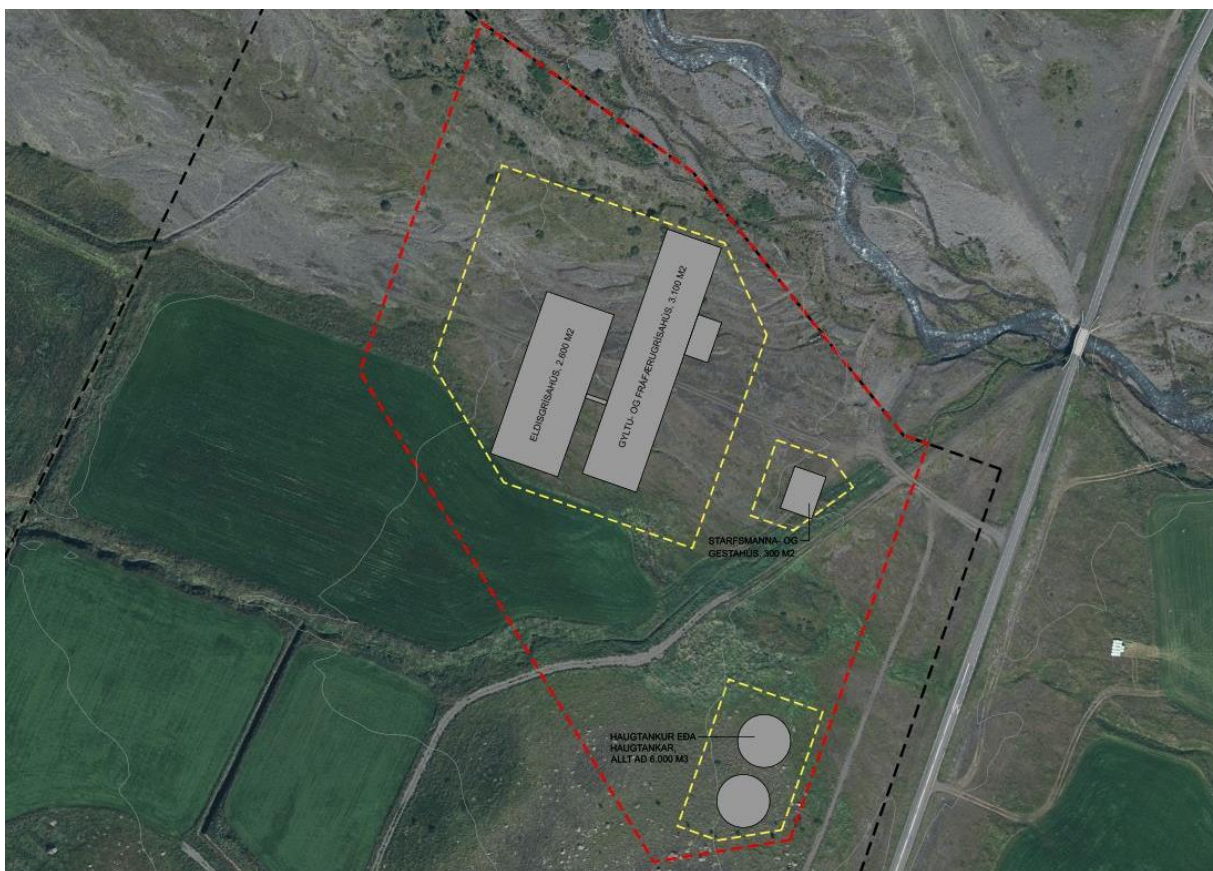 ELDISGRÍSAHÚS, 2.600 M2
GYLTU- OG FRÁFÆRUGRÍSAHÚS, 3.100 M2
STARFSMANNA- OG
GESTAHÚS, 300 M2
HAUGTANKUR EÐA
HAUGTANKAR,
ALLT AÐ 6.000 M3